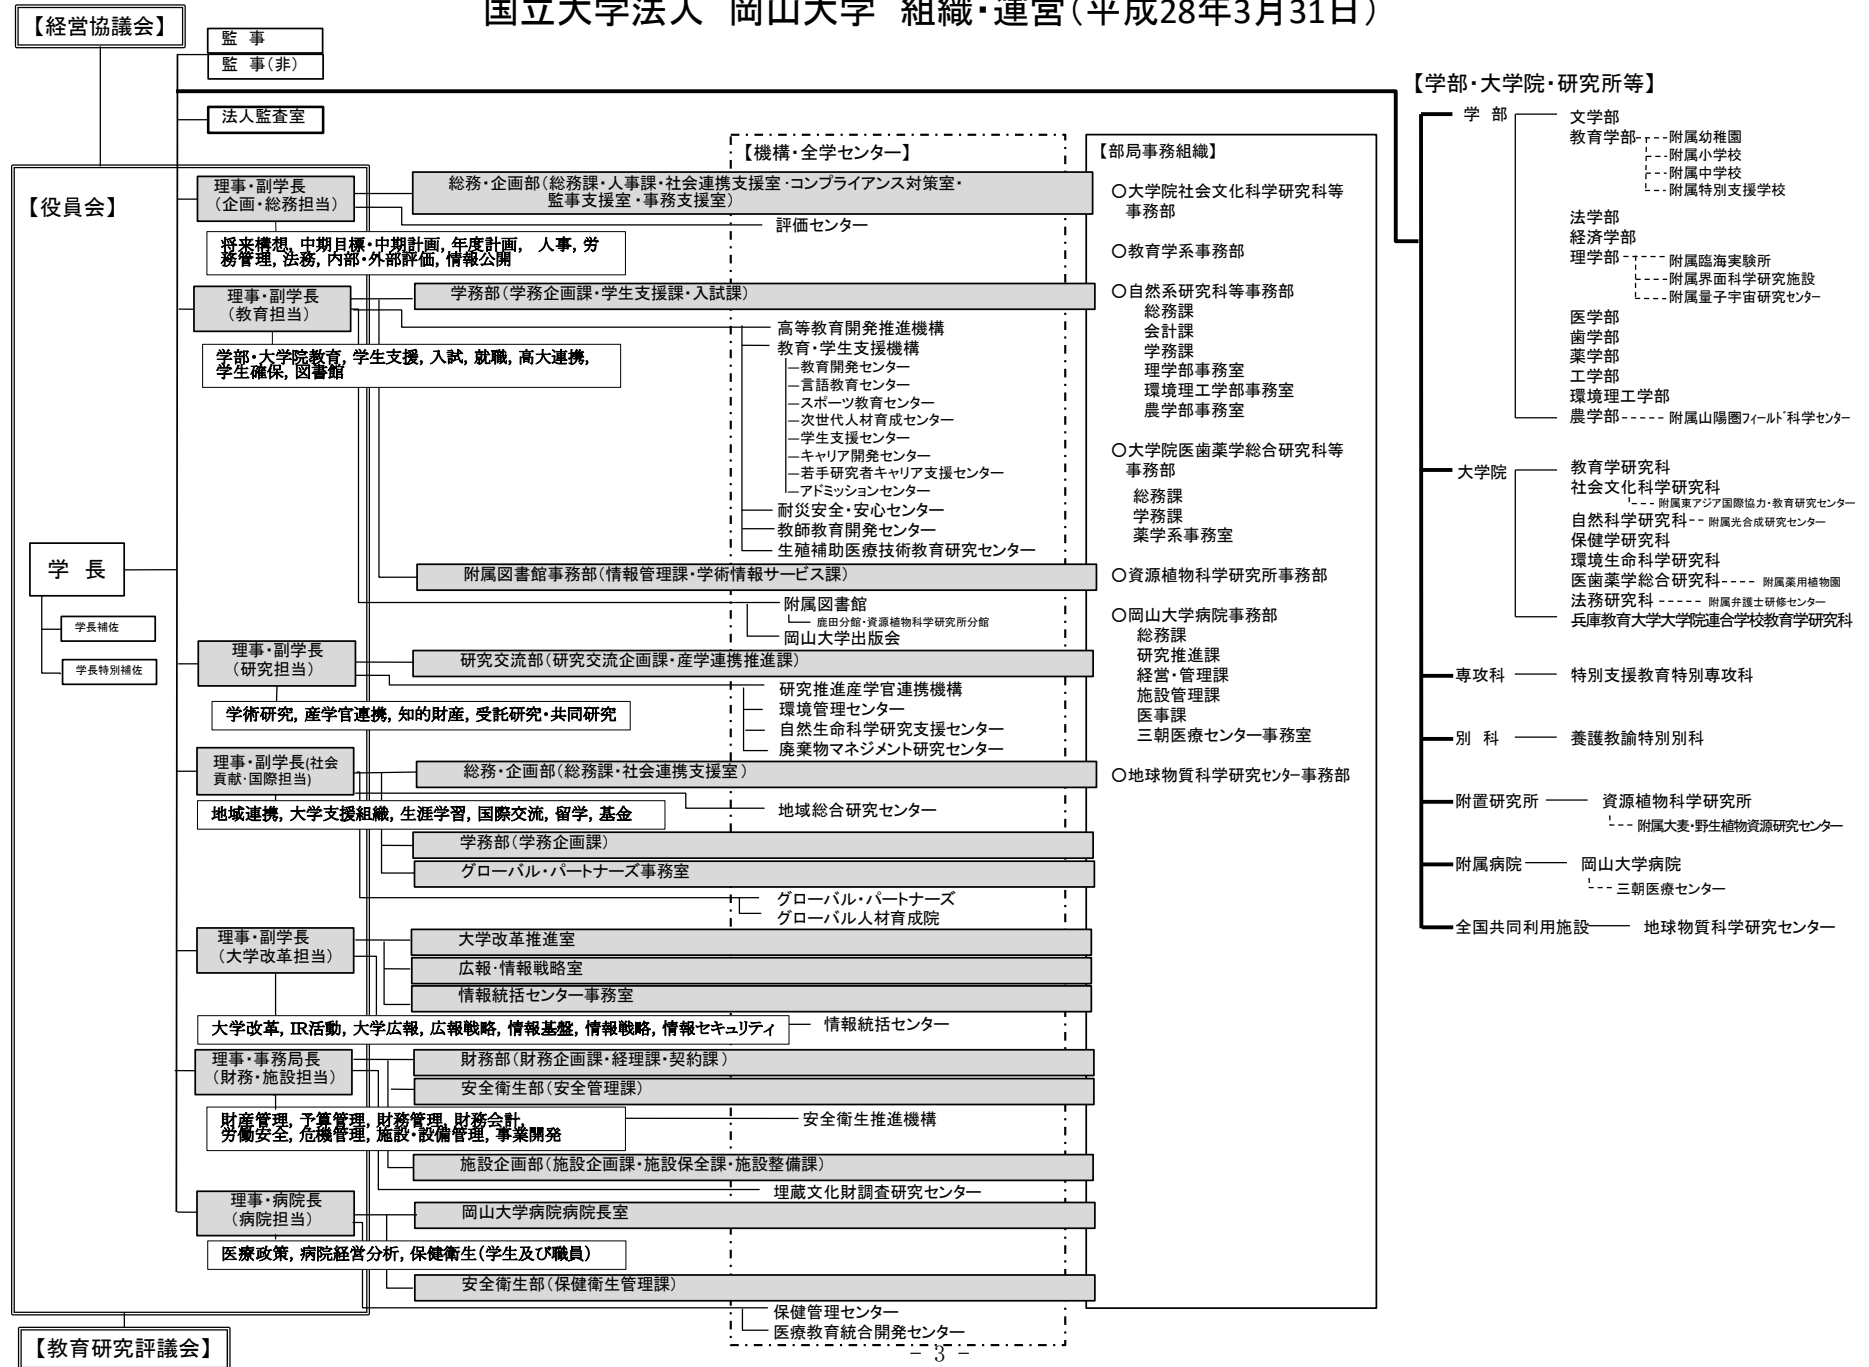 国立大学法人 岡山大学 組織・運営(平成28年3月31日)
【経営協議会】
監 事
監 事(非)
法人監査室
【役員会】
学 長
学長補佐
学長特別補佐
【教育研究評議会】
理事・副学長
(企画・総務担当)
将来構想, 中期目標・中期計画, 年度計画, 人事, 労
務管理, 法務, 内部・外部評価, 情報公開
理事・副学長
(教育担当)
学部・大学院教育, 学生支援, 入試, 就職, 高大連携,
学生確保, 図書館
理事・副学長
(研究担当)
学術研究, 産学官連携, 知的財産, 受託研究・共同研究
理事・副学長(社会
貢献・国際担当)
地域連携, 大学支援組織, 生涯学習, 国際交流, 留学, 基金
理事・副学長
(大学改革担当)
大学改革, IR活動, 大学広報, 広報戦略, 情報基盤, 情報戦略, 情報セキュリティ
理事・事務局長
(財務・施設担当)
財産管理, 予算管理, 財務管理, 財務会計,
労働安全, 危機管理, 施設・設備管理, 事業開発
理事・病院長
(病院担当)
医療政策, 病院経営分析, 保健衛生(学生及び職員)
【機構・全学センター】
総務・企画部(総務課・人事課・社会連携支援室・コンプライアンス対策室・
監事支援室・事務支援室)
評価センター
学務部(学務企画課・学生支援課・入試課)
高等教育開発推進機構
教育・学生支援機構
教育開発センター
言語教育センター
スポーツ教育センター
次世代人材育成センター
学生支援センター
キャリア開発センター
若手研究者キャリア支援センター
アドミッションセンター
耐災安全・安心センター
教師教育開発センター
生殖補助医療技術教育研究センター
附属図書館事務部(情報管理課・学術情報サービス課)
附属図書館
鹿田分館・資源植物科学研究所分館
岡山大学出版会
研究交流部(研究交流企画課・産学連携推進課)
研究推進産学官連携機構
環境管理センター
自然生命科学研究支援センター
廃棄物マネジメント研究センター
総務・企画部(総務課・社会連携支援室)
地域総合研究センター
学務部(学務企画課)
グローバル・パートナーズ事務室
グローバル・パートナーズ
グローバル人材育成院
大学改革推進室
広報・情報戦略室
情報統括センター事務室
情報統括センター
財務部(財務企画課・経理課・契約課)
安全衛生部(安全管理課)
安全衛生推進機構
施設企画部(施設企画課・施設保全課・施設整備課)
埋蔵文化財調査研究センター
岡山大学病院病院長室
安全衛生部(保健衛生管理課)
保健管理センター
医療教育統合開発センター
【部局事務組織】
○大学院社会文化科学研究科等
事務部
○教育学系事務部
○自然系研究科等事務部
総務課
会計課
学務課
理学部事務室
環境理工学部事務室
農学部事務室
○大学院医歯薬学総合研究科等
事務部
総務課
学務課
薬学系事務室
○資源植物科学研究所事務部
○岡山大学病院事務部
総務課
研究推進課
経営・管理課
施設管理課
医事課
三朝医療センター事務室
○地球物質科学研究センター事務部
【学部・大学院・研究所等】
学 部
文学部
教育学部
附属幼稚園
附属小学校
附属中学校
附属特別支援学校
法学部
経済学部
理学部
附属臨海実験所
附属界面科学研究施設
附属量子宇宙研究センター
医学部
歯学部
薬学部
工学部
環境理工学部
農学部 附属山陽圏フィールド科学センター
大学院
教育学研究科
社会文化科学研究科
附属東アジア国際協力・教育研究センター
自然科学研究科 附属光合成研究センター
保健学研究科
環境生命科学研究科
医歯薬学総合研究科 附属薬用植物園
法務研究科 附属弁護士研修センター
兵庫教育大学大学院連合学校教育学研究科
専攻科 特別支援教育特別専攻科
別 科 養護教諭特別別科
附置研究所 資源植物科学研究所
附属大麦・野生植物資源研究センター
附属病院 岡山大学病院
三朝医療センター
全国共同利用施設 地球物質科学研究センター
- 3 -